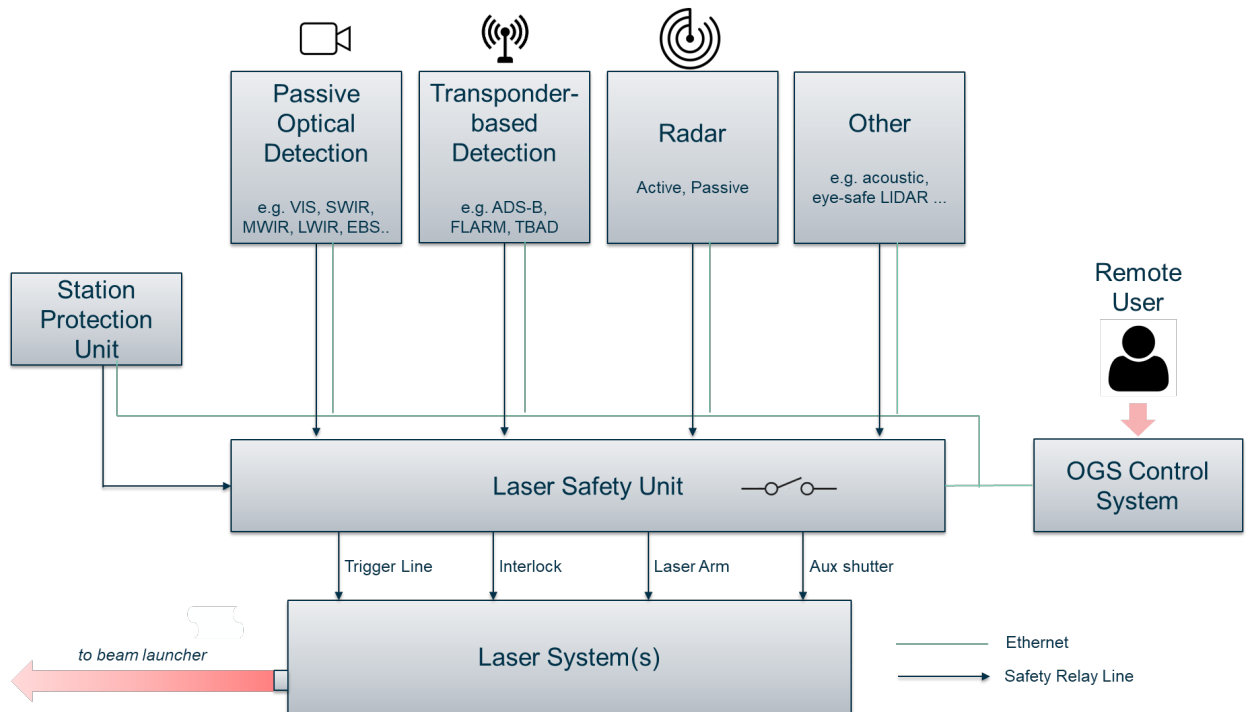 Passive
Optical
Detection
e.g. VIS, SWIR,
MWIR, LWIR, EBS..
Transponder-
based
Detection
e.g. ADS-B,
FLARM, TBAD
Radar
Active, Passive
Other
e.g. acoustic,
eye-safe LIDAR ...
Station
Protection
Unit
Remote
User
Laser Safety Unit
OGS Control
System
Trigger Line
Interlock
Laser Arm
Aux shutter
to beam launcher
Laser System(s)
Ethernet
Safety Relay Line